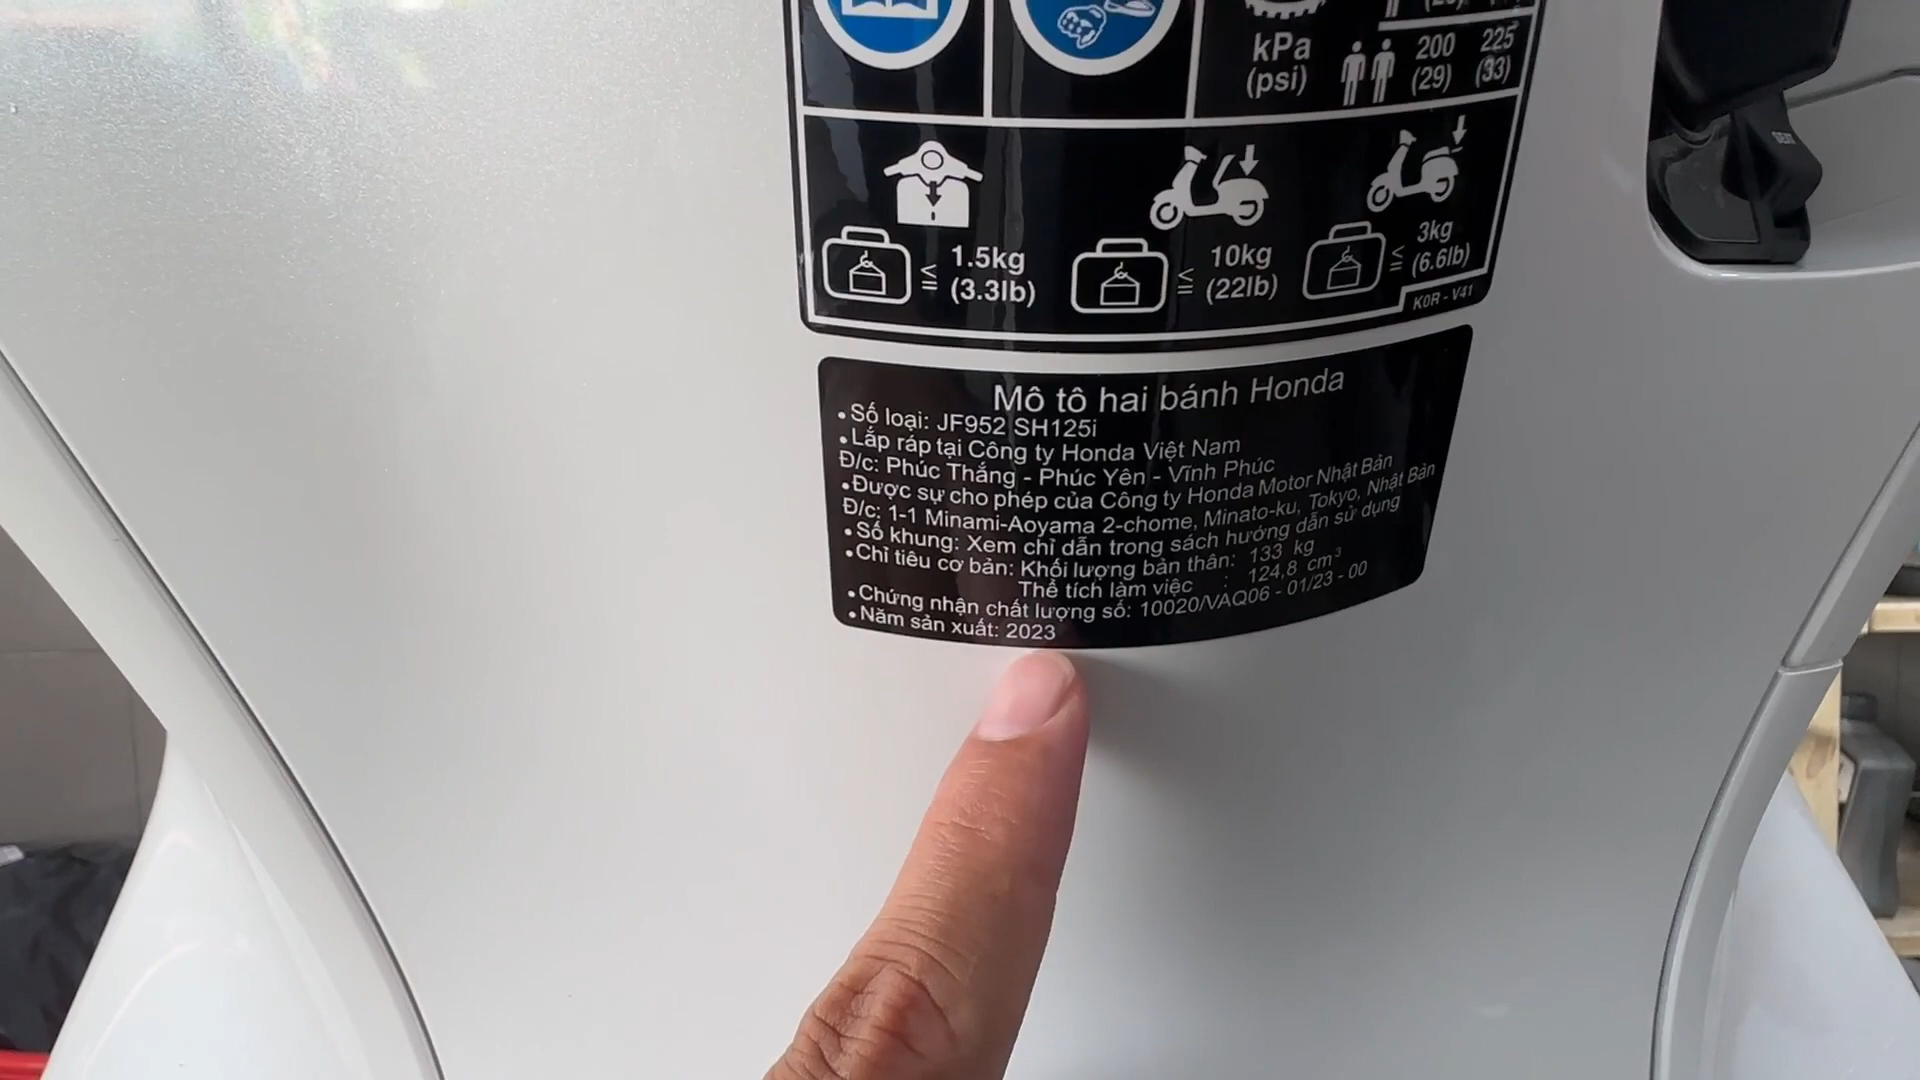 kPa
(psi)
200
(29)
225
(33)
SEAT
≦ 1.5kg
(3.3lb)
≦ 10kg
(22lb)
≦ 3kg
(6.6lb)
K0R - V41
Mô tô hai bánh Honda
•Số loại: JF952 SH125i
•Lắp ráp tại Công ty Honda Việt Nam
Đ/c: Phúc Thắng - Phúc Yên - Vĩnh Phúc
•Được sự cho phép của Công ty Honda Motor Nhật Bản
Đ/c: 1-1 Minami-Aoyama 2-chome, Minato-ku, Tokyo, Nhật Bản
•Số khung: Xem chỉ dẫn trong sách hướng dẫn sử dụng
•Chỉ tiêu cơ bản: Khối lượng bản thân: 133 kg
Thể tích làm việc : 124,8 cm³
•Chứng nhận chất lượng số: 10020/VAQ06 - 01/23 - 00
•Năm sản xuất: 2023